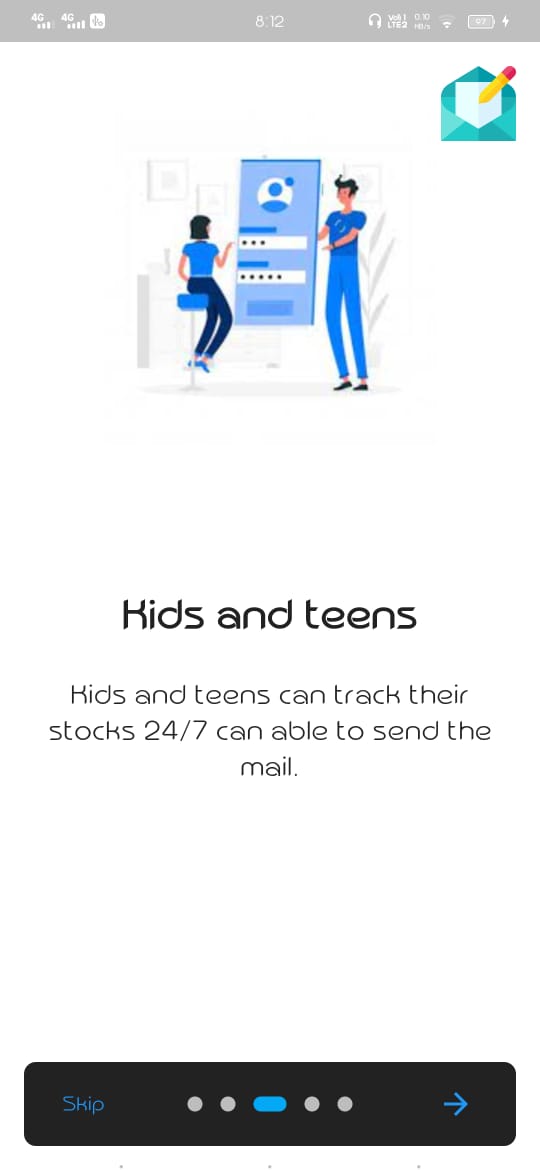 4G 4G 8:12 Vo) 1 LTE2 0.10 KB/s 97
Kids and teens
Kids and teens can track their
stocks 24/7 can able to send the
mail.
Skip